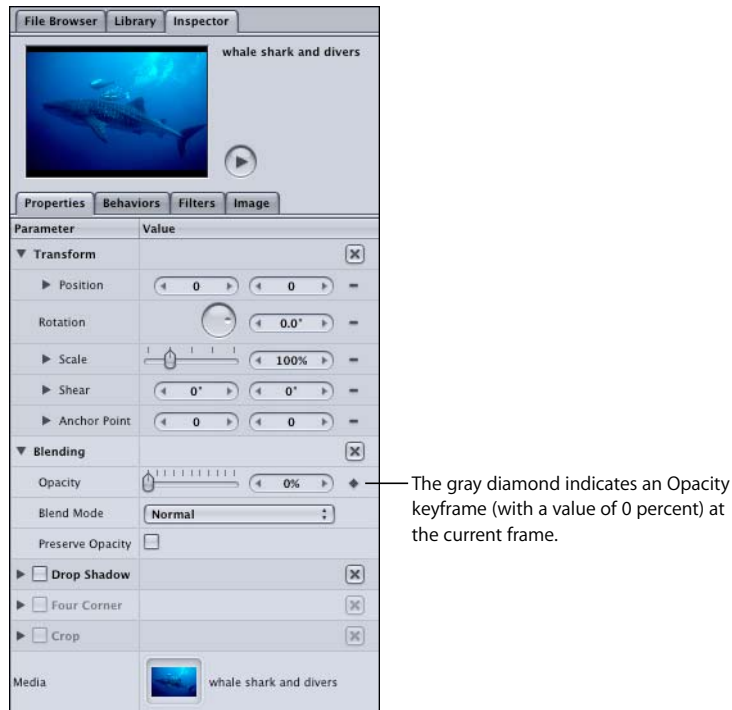 File Browser Library Inspector
whale shark and divers
Properties Behaviors Filters Image
Parameter Value
Transform
Position 0 0
Rotation 0.0°
Scale 100%
Shear 0° 0°
Anchor Point 0 0
Blending
Opacity 0%
The gray diamond indicates an Opacity
keyframe (with a value of 0 percent) at
the current frame.
Blend Mode Normal
Preserve Opacity
Drop Shadow
Four Corner
Crop
Media whale shark and divers